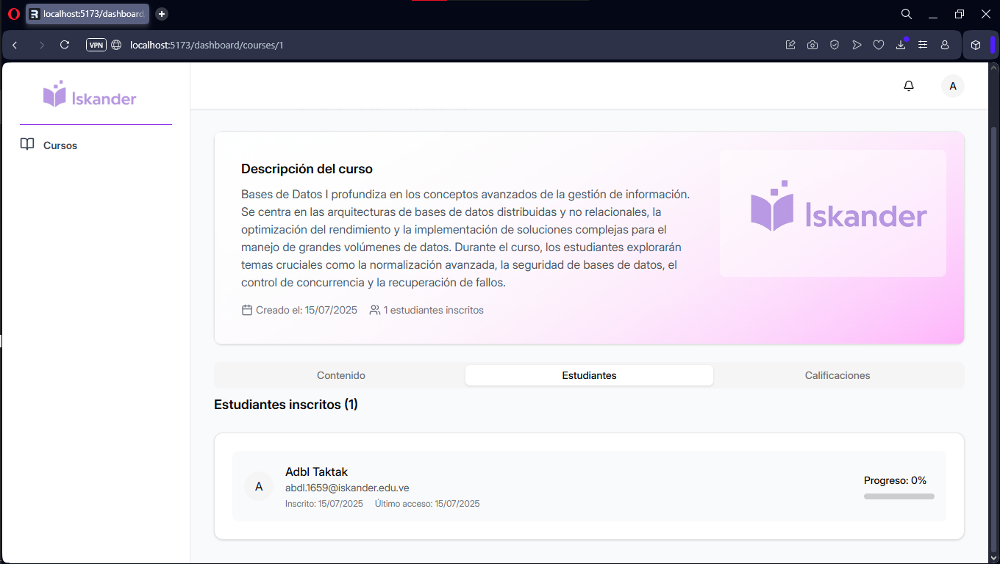 localhost:5173/dashboard
VPN
localhost:5173/dashboard/courses/1
Iskander
A
Cursos
Descripción del curso
Bases de Datos I profundiza en los conceptos avanzados de la gestión de información.
Se centra en las arquitecturas de bases de datos distribuidas y no relacionales, la
optimización del rendimiento y la implementación de soluciones complejas para el
manejo de grandes volúmenes de datos. Durante el curso, los estudiantes explorarán
temas cruciales como la normalización avanzada, la seguridad de bases de datos, el
control de concurrencia y la recuperación de fallos.
Creado el: 15/07/2025 1 estudiantes inscritos
Iskander
Contenido Estudiantes Calificaciones
Estudiantes inscritos (1)
A
Adbl Taktak
abdl.1659@iskander.edu.ve
Inscrito: 15/07/2025 Último acceso: 15/07/2025
Progreso: 0%